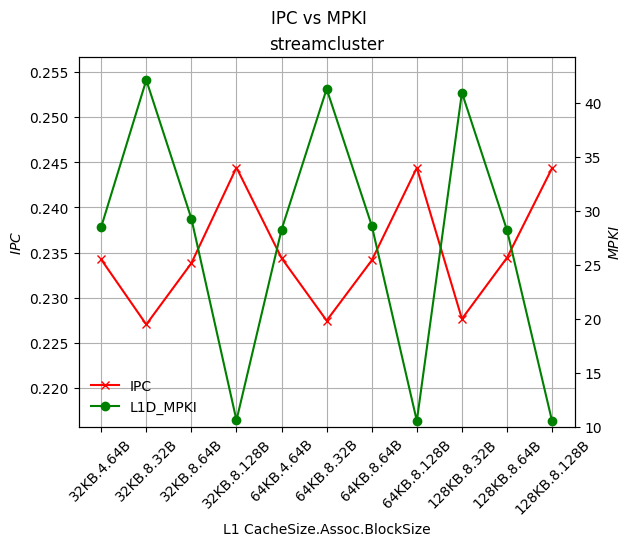 IPC vs MPKI
streamcluster
0.255
0.250
0.245
0.240
0.235
0.230
0.225
0.220
IPC
40
35
30
25
20
15
10
MPKI
IPC
L1D_MPKI
32KB.4.64B
32KB.8.32B
32KB.8.64B
32KB.8.128B
64KB.4.64B
64KB.8.32B
64KB.8.64B
64KB.8.128B
128KB.8.32B
128KB.8.64B
128KB.8.128B
L1 CacheSize.Assoc.BlockSize